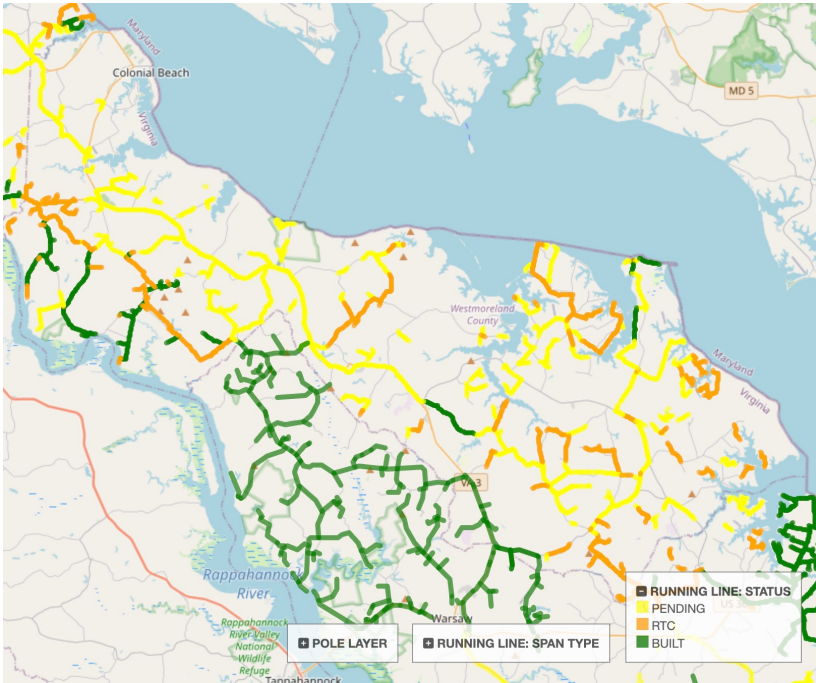 Maryland
Colonial Beach
Virginia
MD 5
Westmoreland
County
Maryland
Virginia
VA 3
Rappahannock
River
Rappahannock
River-Valley
National
Wildlife
Refuge
Warsaw
Tappahannock
POLE LAYER
RUNNING LINE: SPAN TYPE
RUNNING LINE: STATUS
PENDING
RTC
BUILT